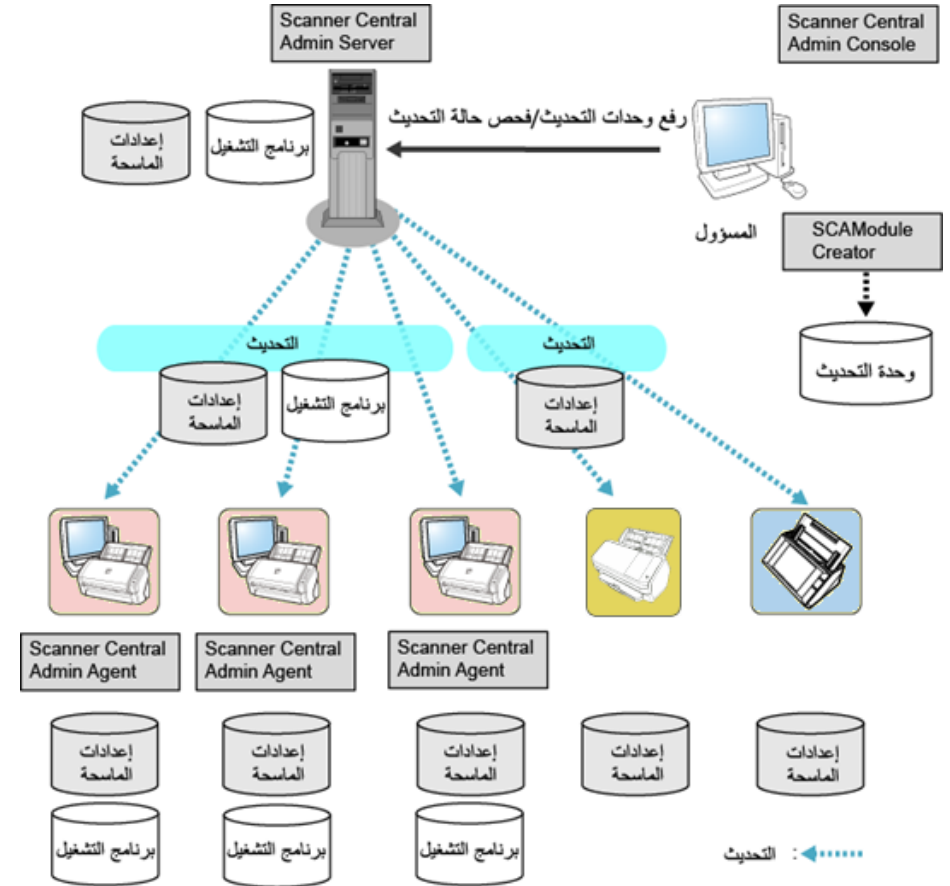 Scanner Central
Admin Server
Scanner Central
Admin Console
رفع وحدات التحديث/فحص حالة التحديث
إعدادات
الماسحة
برنامج التشغيل
المسؤول
SCAModule
Creator
وحدة التحديث
التحديث
التحديث
إعدادات
الماسحة
برنامج التشغيل
إعدادات
الماسحة
Scanner Central
Admin Agent
Scanner Central
Admin Agent
Scanner Central
Admin Agent
إعدادات
الماسحة
إعدادات
الماسحة
إعدادات
الماسحة
إعدادات
الماسحة
إعدادات
الماسحة
برنامج التشغيل
برنامج التشغيل
برنامج التشغيل
: التحديث